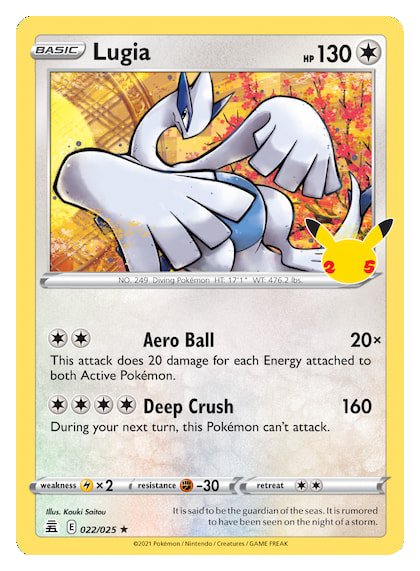 BASIC Lugia HP 130
25
NO. 249 Diving Pokémon HT: 17'1" WT: 476.2 lbs.
Aero Ball 20×
This attack does 20 damage for each Energy attached to
both Active Pokémon.
Deep Crush 160
During your next turn, this Pokémon can't attack.
weakness ×2 resistance -30 retreat
Illus. Kouki Saitou
E 022/025 ★
It is said to be the guardian of the seas. It is rumored
to have been seen on the night of a storm.
©2021 Pokémon / Nintendo / Creatures / GAME FREAK